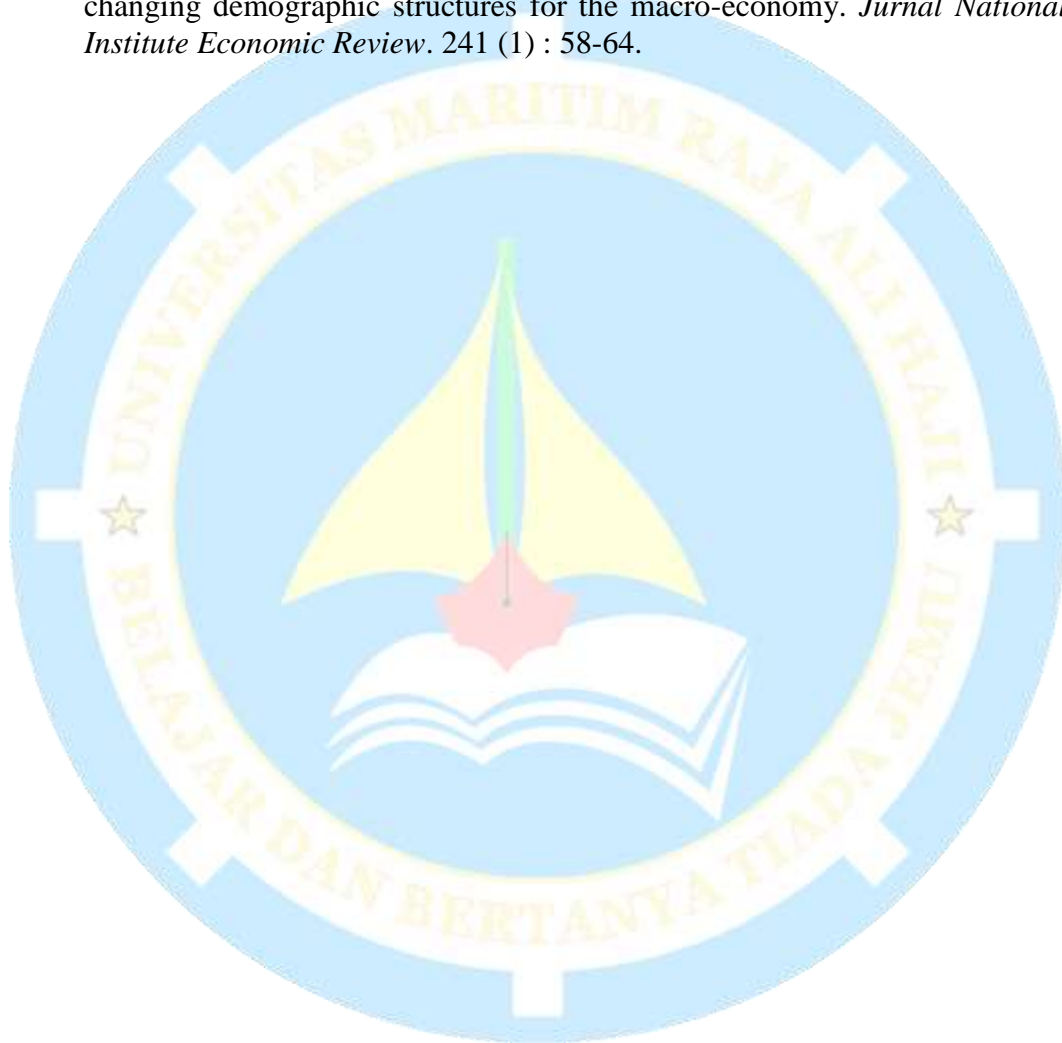 changing demographic structures for the macro-economy. Jurnal National
Institute Economic Review. 241 (1) : 58-64.
UNIVERSITAS MARITIM RAJA ALI HAJI
BELAJAR DAN BERTANYA TIADA JEMU